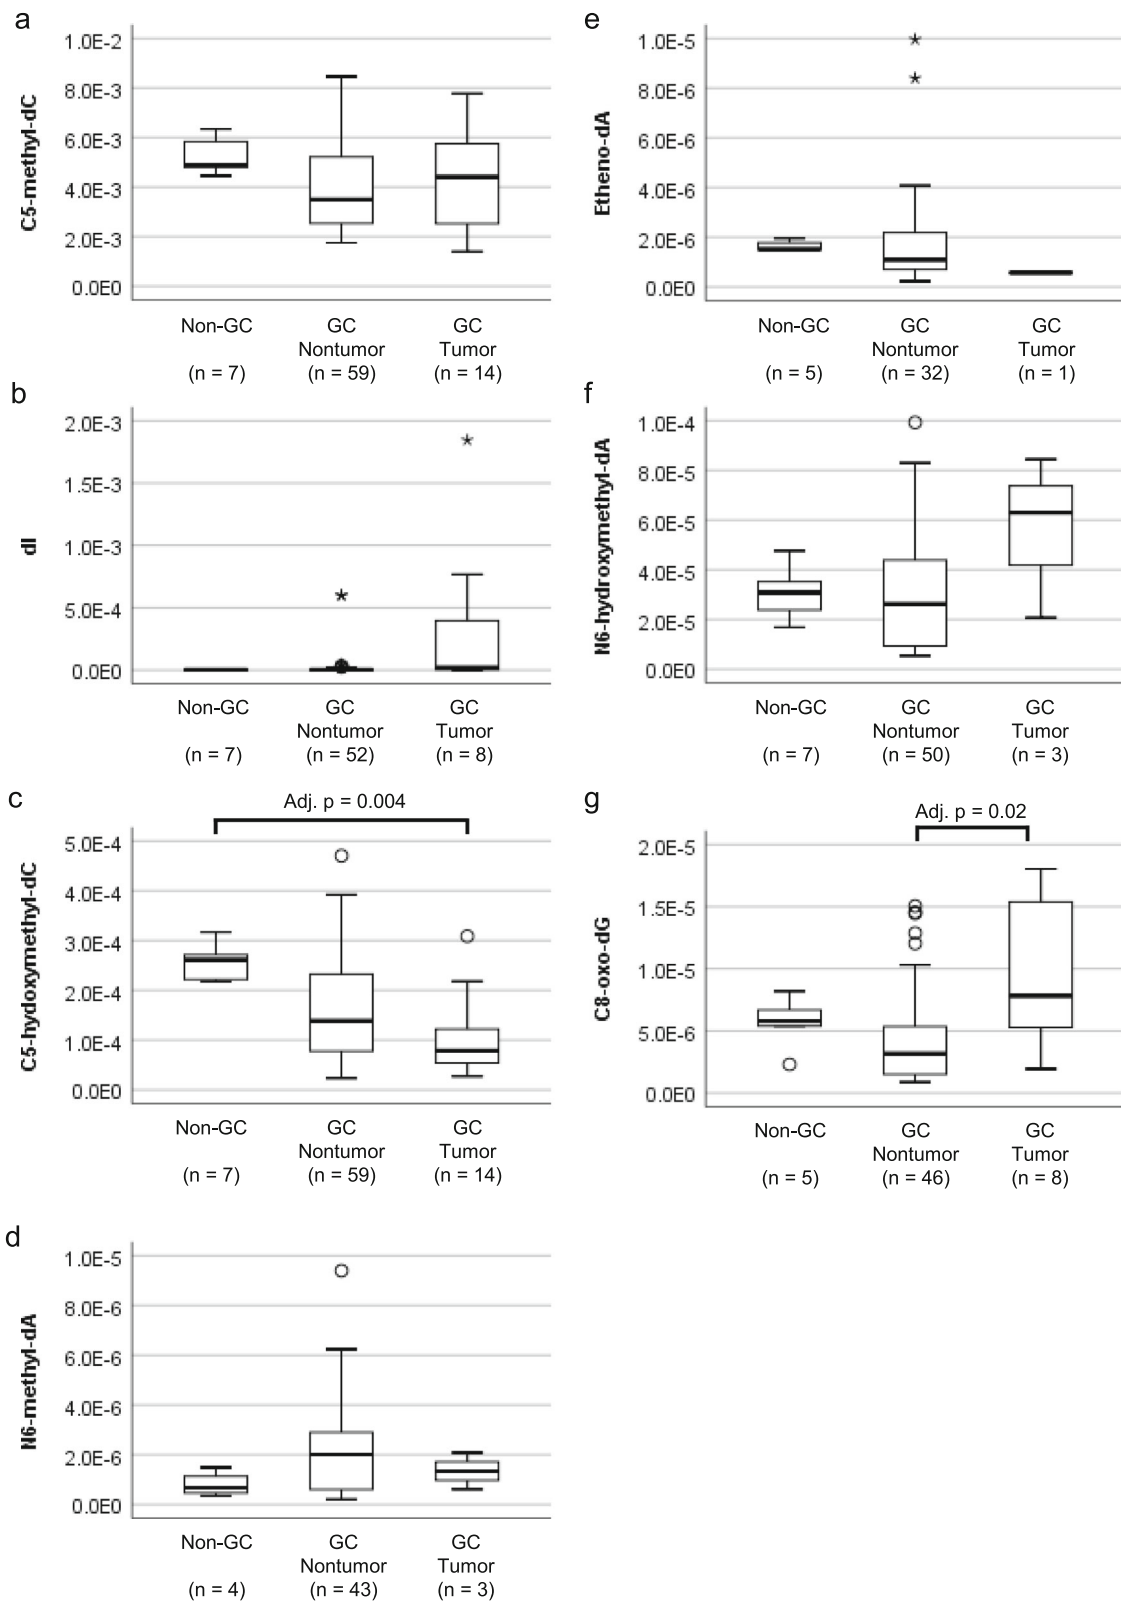 a
C5-methyl-dC
1.0E-2
8.0E-3
6.0E-3
4.0E-3
2.0E-3
0.0E0
Non-GC GC GC
Nontumor Tumor
(n = 7) (n = 59) (n = 14)
b
dI
2.0E-3
1.5E-3
1.0E-3
5.0E-4
0.0E0
Non-GC GC GC
Nontumor Tumor
(n = 7) (n = 52) (n = 8)
c
Adj. p = 0.004
C5-hydoxymethyl-dC
5.0E-4
4.0E-4
3.0E-4
2.0E-4
1.0E-4
0.0E0
Non-GC GC GC
Nontumor Tumor
(n = 7) (n = 59) (n = 14)
d
N6-methyl-dA
1.0E-5
8.0E-6
6.0E-6
4.0E-6
2.0E-6
0.0E0
Non-GC GC GC
Nontumor Tumor
(n = 4) (n = 43) (n = 3)
e
Etheno-dA
1.0E-5
8.0E-6
6.0E-6
4.0E-6
2.0E-6
0.0E0
Non-GC GC GC
Nontumor Tumor
(n = 5) (n = 32) (n = 1)
f
N6-hydroxymethyl-dA
1.0E-4
8.0E-5
6.0E-5
4.0E-5
2.0E-5
0.0E0
Non-GC GC GC
Nontumor Tumor
(n = 7) (n = 50) (n = 3)
g
Adj. p = 0.02
C8-oxo-dG
2.0E-5
1.5E-5
1.0E-5
5.0E-6
0.0E0
Non-GC GC GC
Nontumor Tumor
(n = 5) (n = 46) (n = 8)